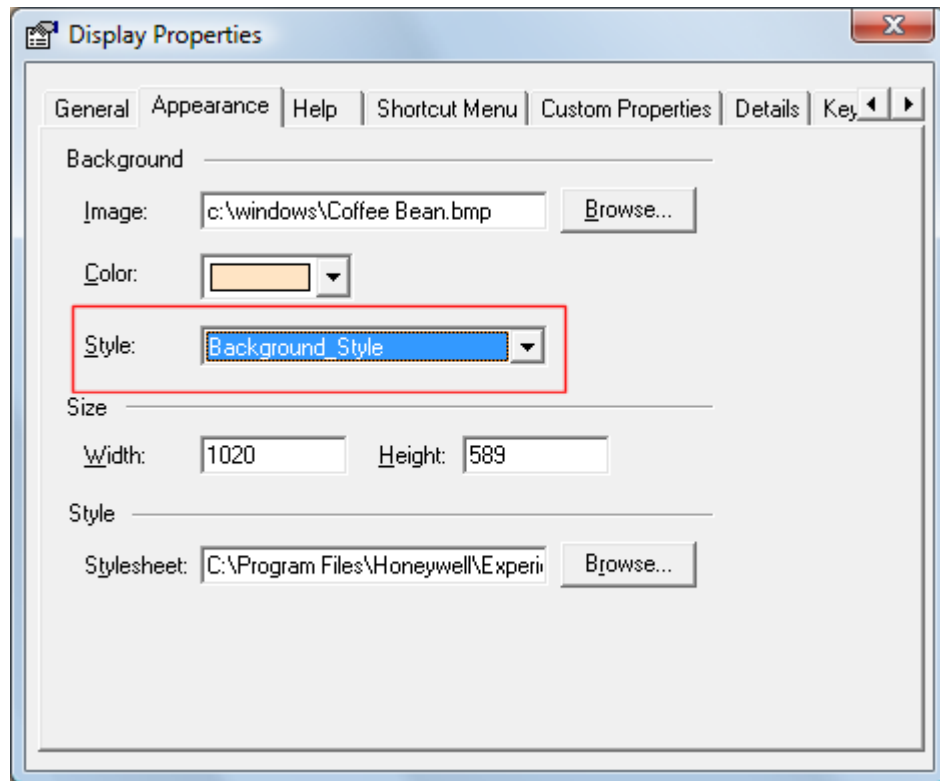 Display Properties
General Appearance Help Shortcut Menu Custom Properties Details Key
Background
Image: c:\windows\Coffee Bean.bmp Browse...
Color:
Style: Background_Style
Size
Width: 1020 Height: 589
Style
Stylesheet: C:\Program Files\Honeywell\Experi Browse...